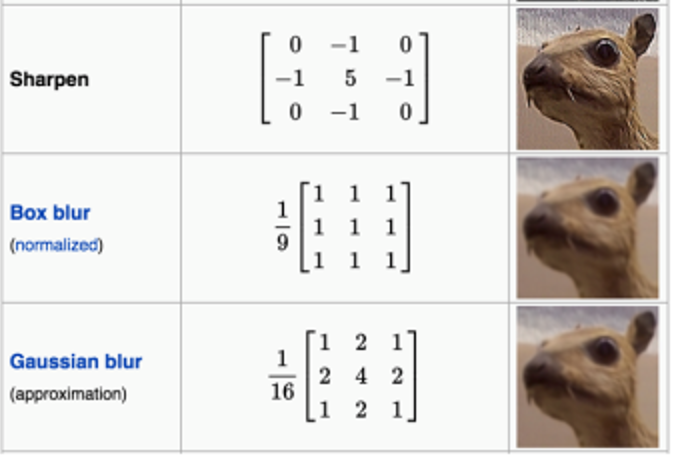 Sharpen
0 −1 0
−1 5 −1
0 −1 0
Box blur
(normalized)
1
9
1 1 1
1 1 1
1 1 1
Gaussian blur
(approximation)
1
16
1 2 1
2 4 2
1 2 1